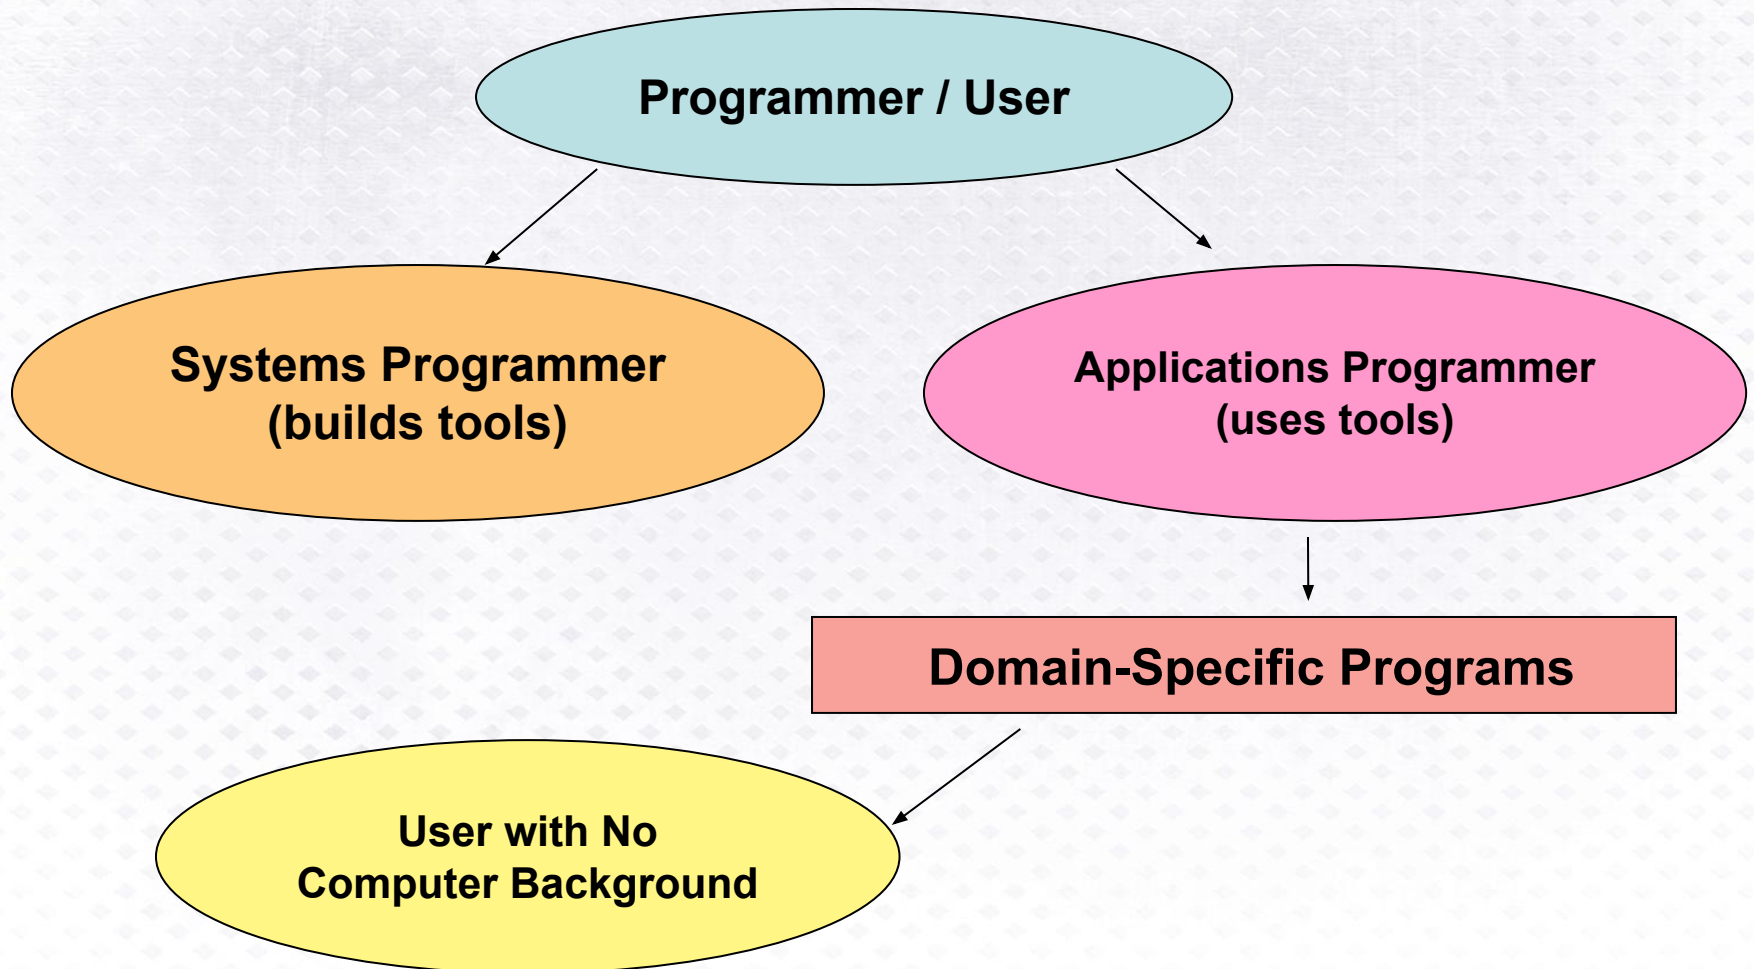 Programmer / User
Systems Programmer
(builds tools)
Applications Programmer
(uses tools)
Domain-Specific Programs
User with No
Computer Background